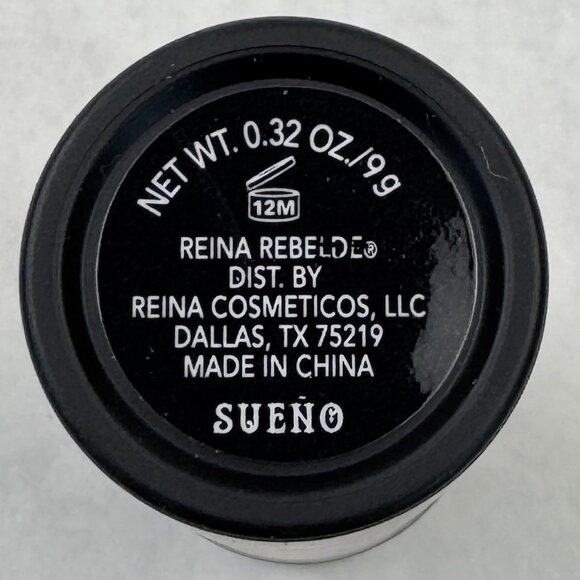 NET WT. 0.32 OZ./9g
12M
REINA REBELDE®
DIST. BY
REINA COSMETICOS, LLC
DALLAS, TX 75219
MADE IN CHINA
SUEÑO